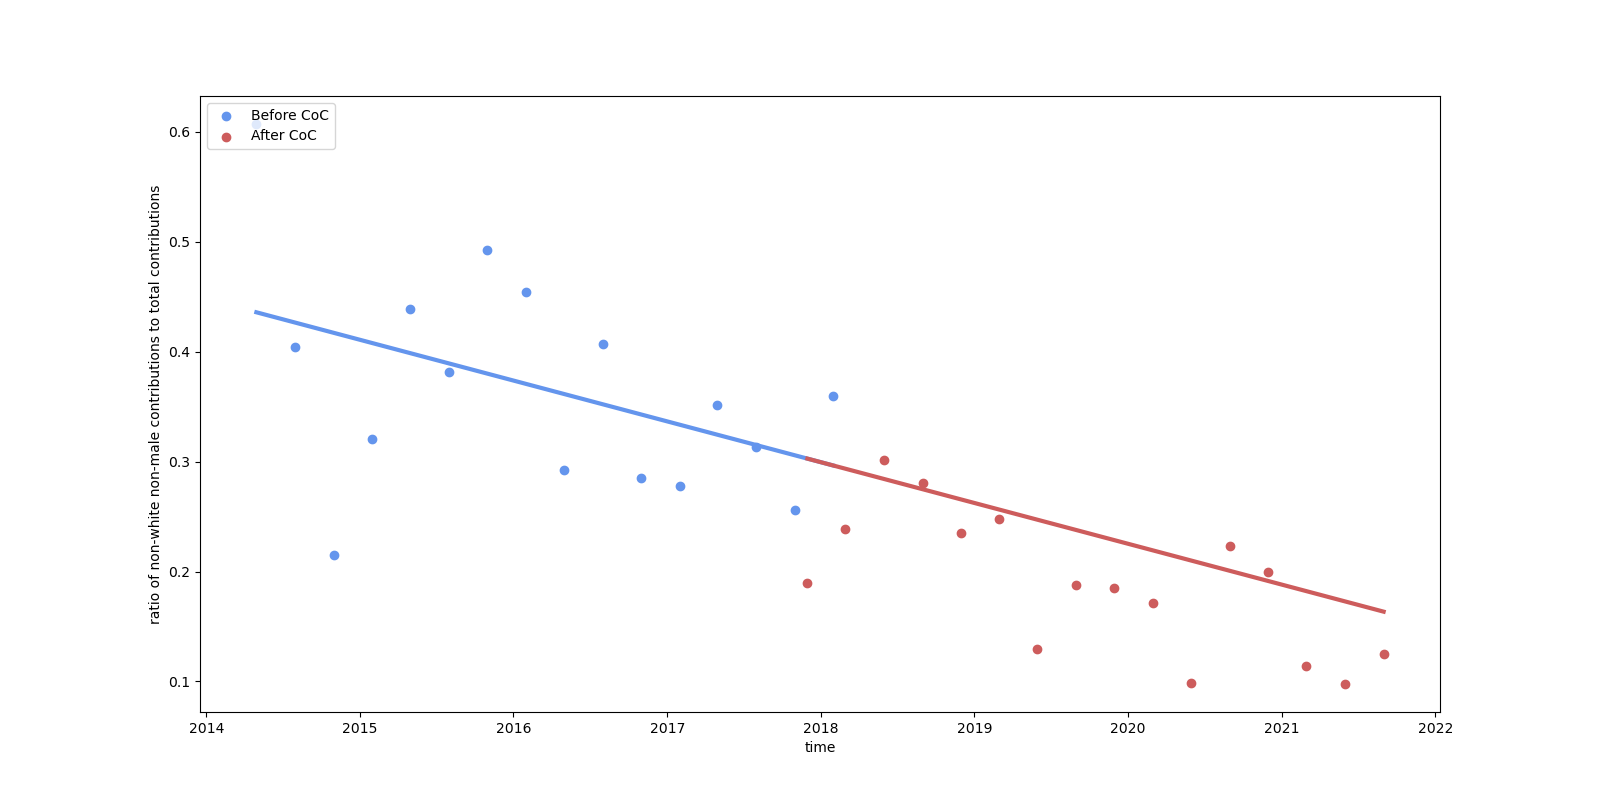 Before CoC
After CoC
0.6
0.5
0.4
0.3
0.2
0.1
ratio of non-white non-male contributions to total contributions
2014 2015 2016 2017 2018 2019 2020 2021 2022
time